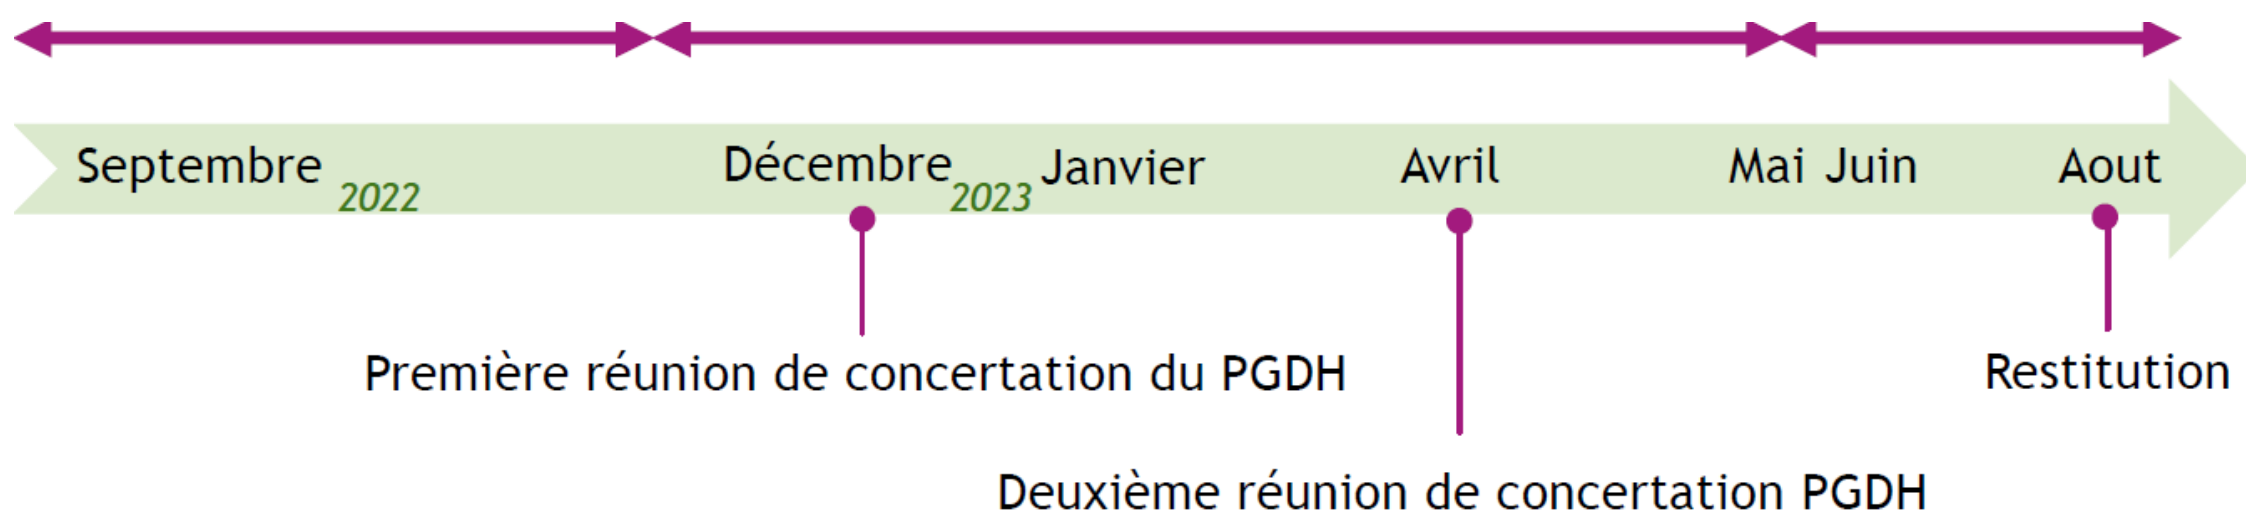 Septembre 2022 Décembre 2023 Janvier Avril Mai Juin Aout
Première réunion de concertation du PGDH
Restitution
Deuxième réunion de concertation PGDH